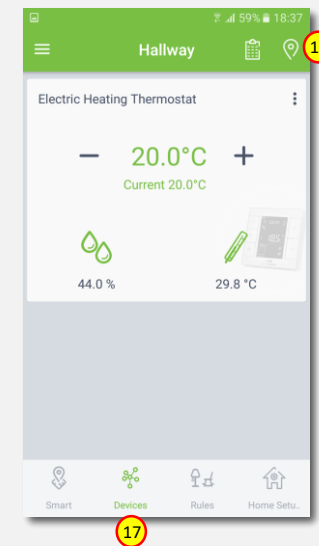 59% 18:37
Hallway
1
Electric Heating Thermostat
— 20.0°C +
Current 20.0°C
44.0 % 29.8 °C
Smart Devices Rules Home Setu..
17